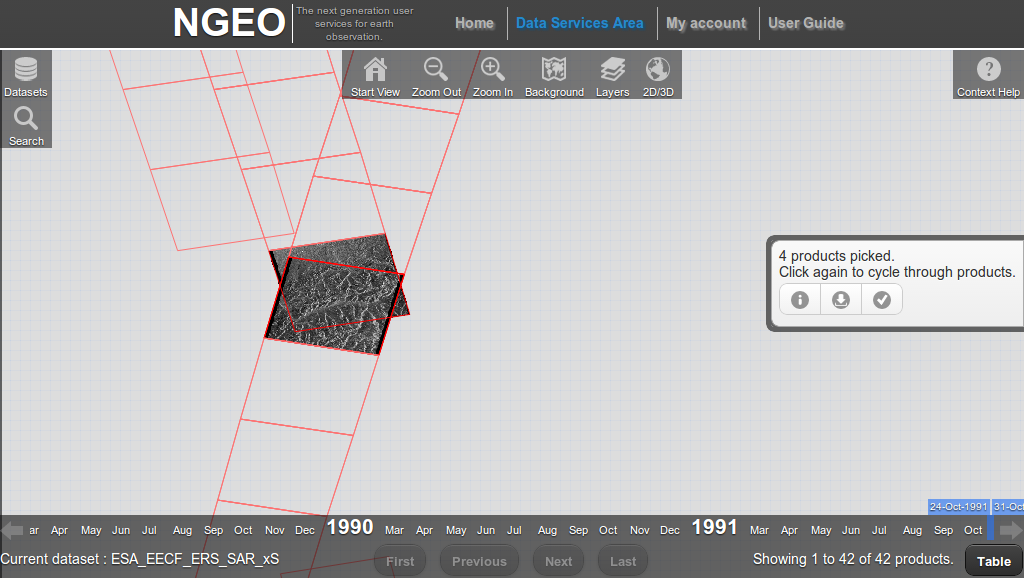 NGEO
The next generation user
services for earth
observation.
Home
Data Services Area
My account
User Guide
Datasets
Search
Start View
Zoom Out
Zoom In
Background
Layers
2D/3D
?
Context Help
4 products picked.
Click again to cycle through products.
24-Oct-1991
31-Oct
ar Apr May Jun Jul Aug Sep Oct Nov Dec 1990 Mar Apr May Jun Jul Aug Sep Oct Nov Dec 1991 Mar Apr May Jun Jul Aug Sep Oct
Current dataset : ESA_EECF_ERS_SAR_xS
First
Previous
Next
Last
Showing 1 to 42 of 42 products.
Table